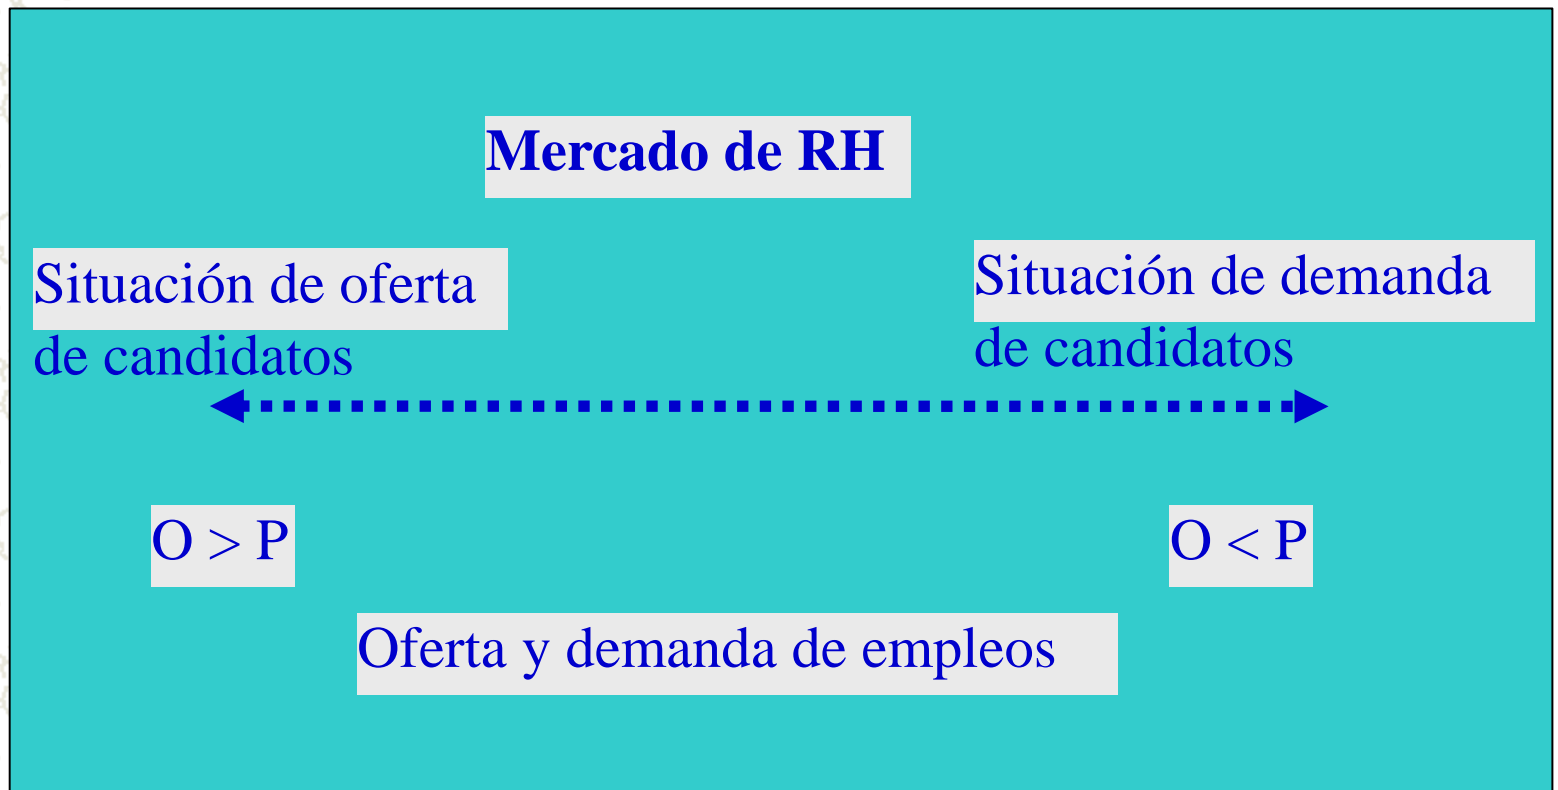 Mercado de RH
Situación de oferta
de candidatos
Situación de demanda
de candidatos
O > P
O < P
Oferta y demanda de empleos